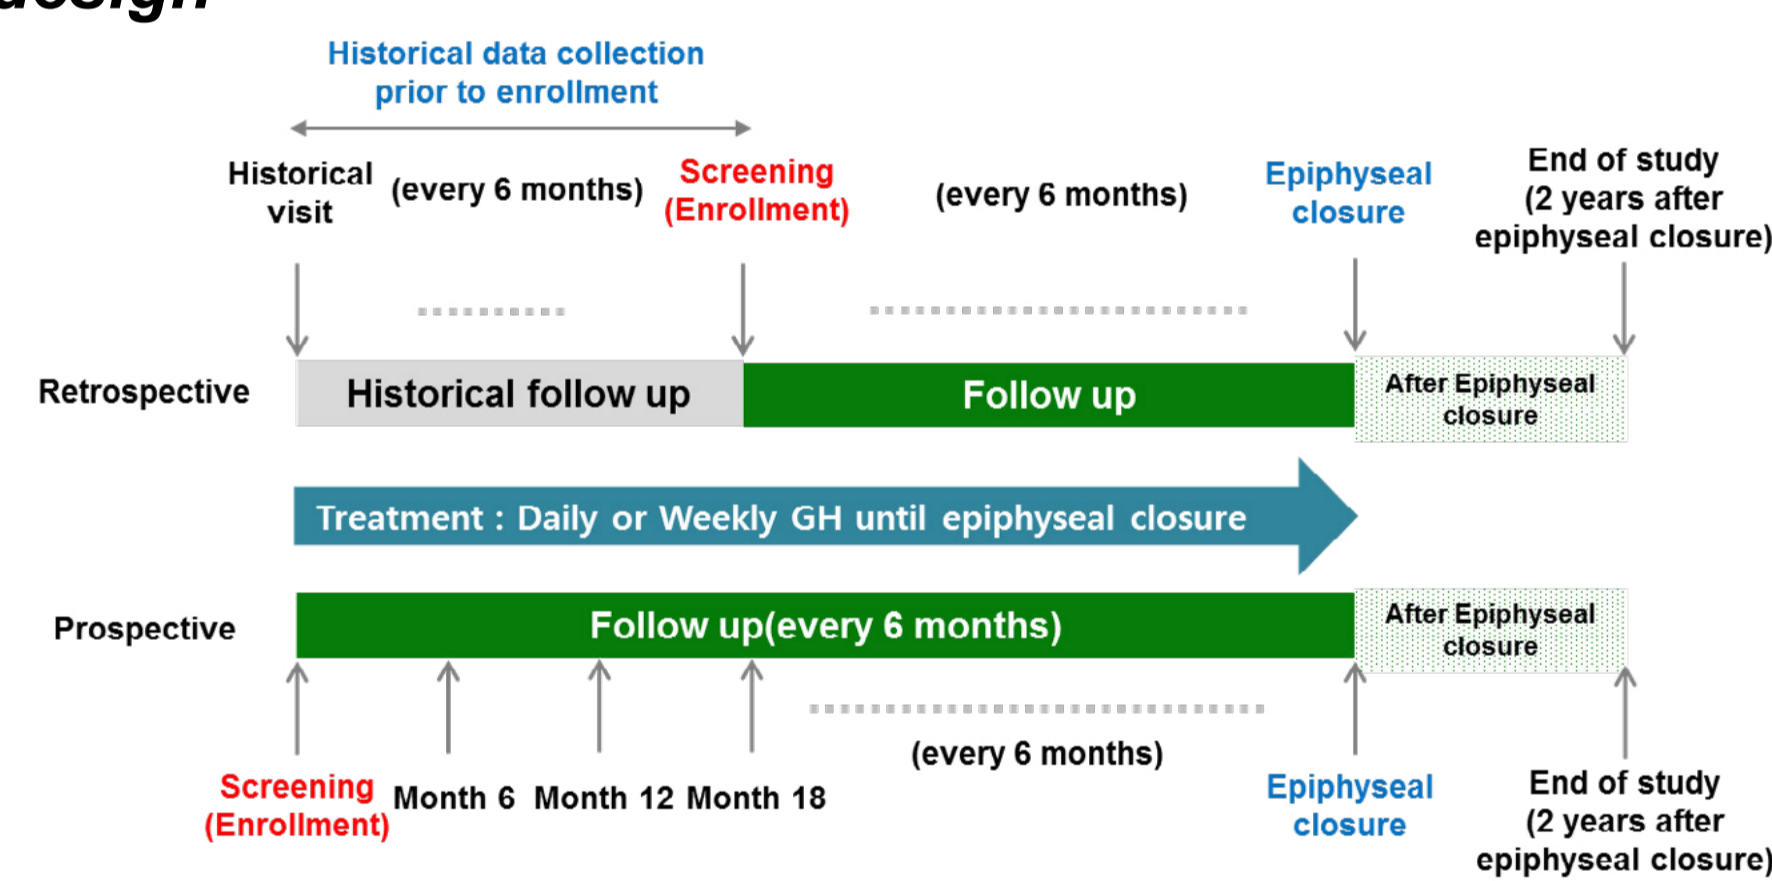 design
Historical data collection
prior to enrollment
Historical
visit
(every 6 months)
Screening
(Enrollment)
(every 6 months)
Epiphyseal
closure
End of study
(2 years after
epiphyseal closure)
Retrospective
Historical follow up
Follow up
After Epiphyseal
closure
Treatment : Daily or Weekly GH until epiphyseal closure
Prospective
Follow up(every 6 months)
After Epiphyseal
closure
Screening
(Enrollment)
Month 6
Month 12
Month 18
(every 6 months)
Epiphyseal
closure
End of study
(2 years after
epiphyseal closure)